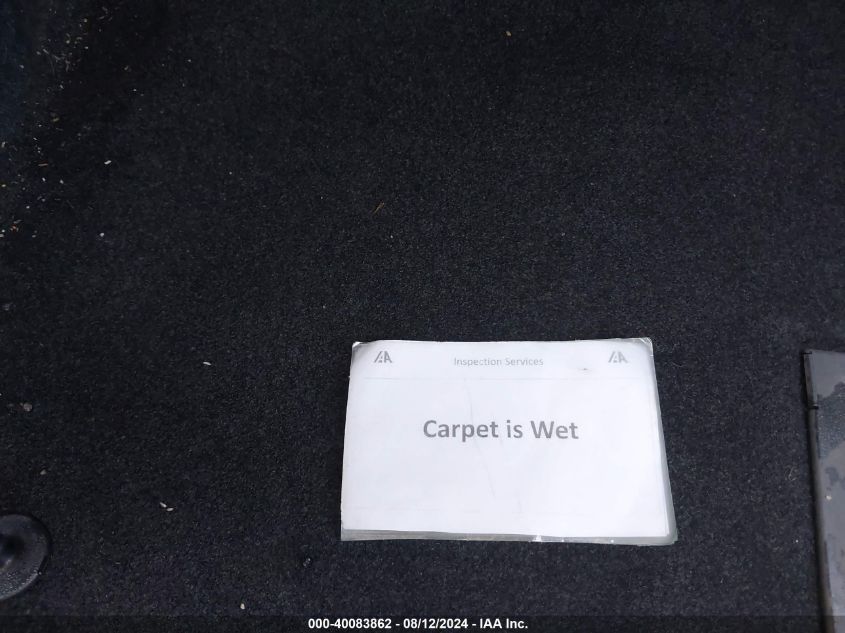 IAA Inspection Services IAA
Carpet is Wet
000-40083862 - 08/12/2024 - IAA Inc.